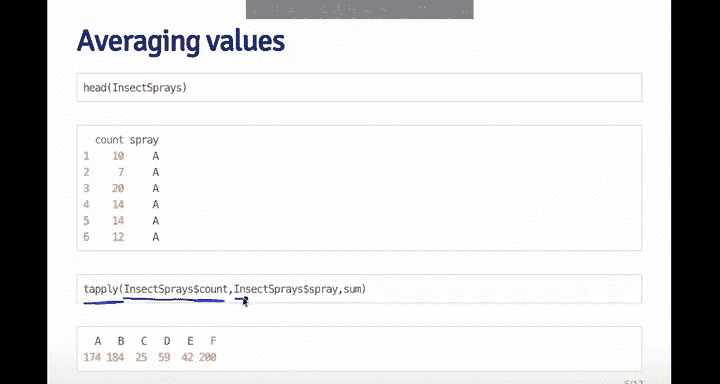 Averaging values
head(InsectSprays)
count spray
1 10 A
2 7 A
3 20 A
4 14 A
5 14 A
6 12 A
tapply(InsectSprays$count,InsectSprays$spray,sum)
A B C D E F
174 184 25 59 42 200